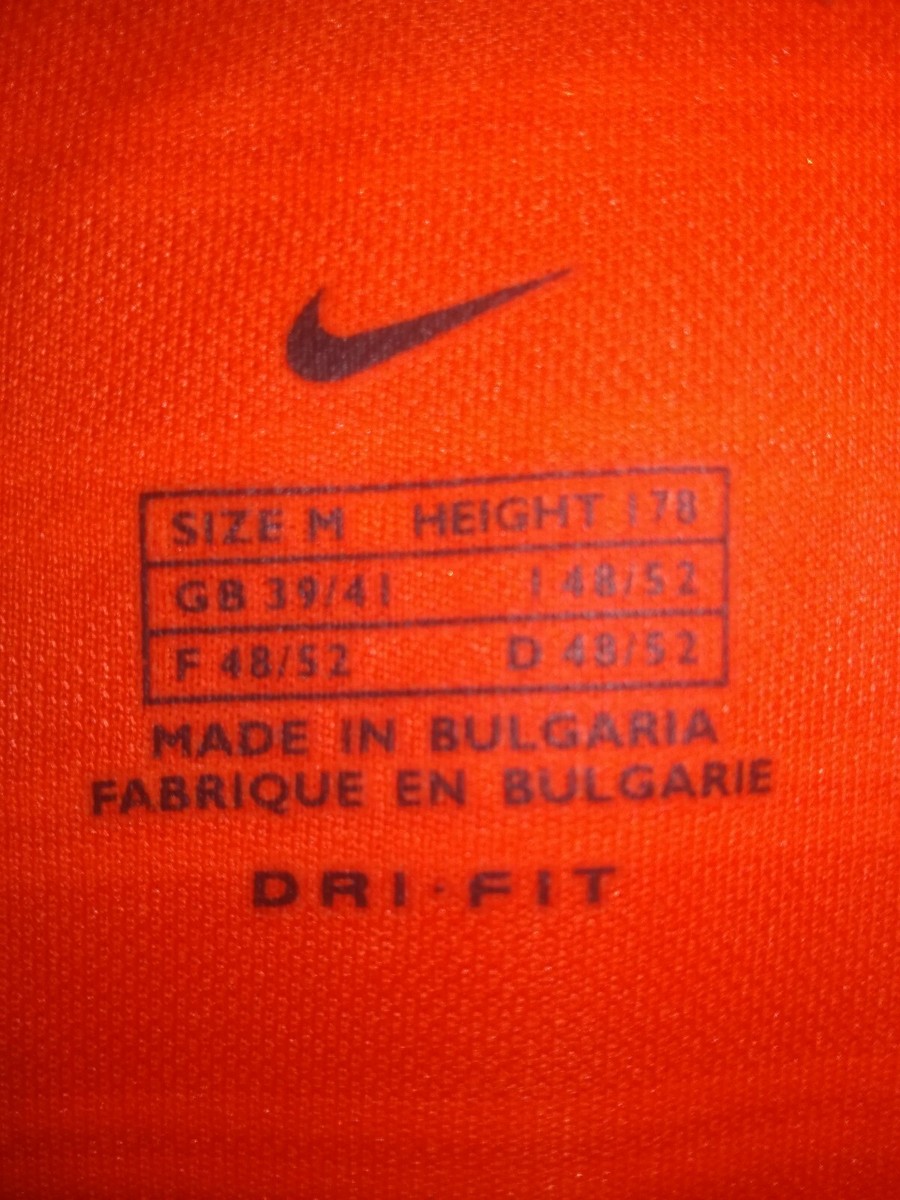 SIZE M HEIGHT 178
GB 39/41 I 48/52
F 48/52 D 48/52
MADE IN BULGARIA
FABRIQUE EN BULGARIE
DRI·FIT